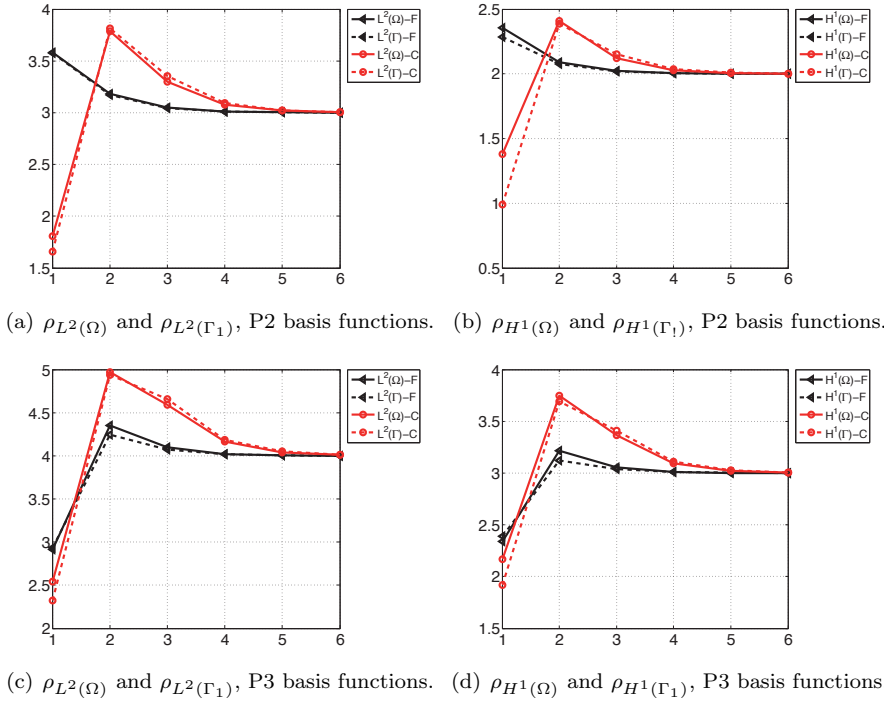 4
3.5
3
2.5
2
1.5
1 2 3 4 5 6
L²(Ω)−F
L²(Γ)−F
L²(Ω)−C
L²(Γ)−C
2.5
2
1.5
1
0.5
1 2 3 4 5 6
H¹(Ω)−F
H¹(Γ)−F
H¹(Ω)−C
H¹(Γ)−C
(a) ρ_{L²(Ω)} and ρ_{L²(Γ₁)}, P2 basis functions.
(b) ρ_{H¹(Ω)} and ρ_{H¹(Γ_!)}, P2 basis functions.
5
4.5
4
3.5
3
2.5
2
1 2 3 4 5 6
L²(Ω)−F
L²(Γ)−F
L²(Ω)−C
L²(Γ)−C
4
3.5
3
2.5
2
1.5
1 2 3 4 5 6
H¹(Ω)−F
H¹(Γ)−F
H¹(Ω)−C
H¹(Γ)−C
(c) ρ_{L²(Ω)} and ρ_{L²(Γ₁)}, P3 basis functions.
(d) ρ_{H¹(Ω)} and ρ_{H¹(Γ₁)}, P3 basis functions